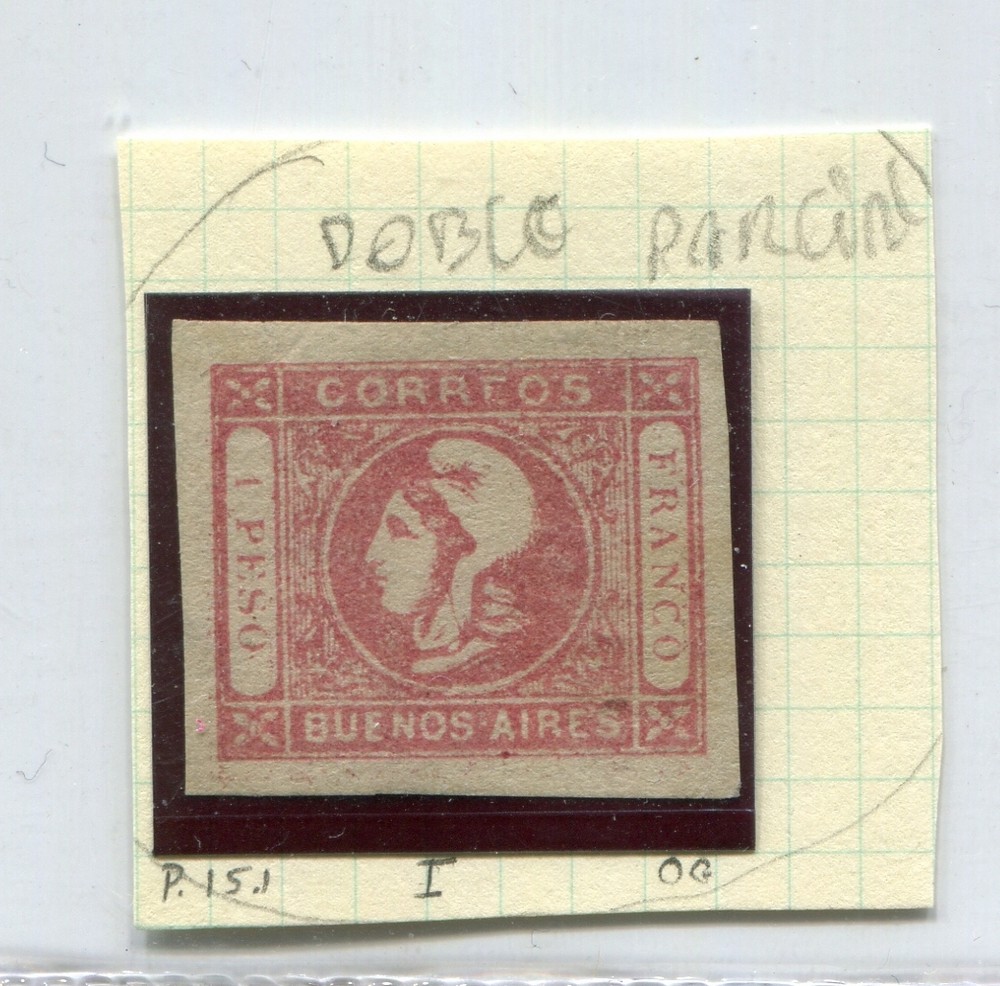 DOBLE PARCIAL
CORREOS
1 PESO.
FRANCO
BUENOS·AIRES
P. 15.1 I OG